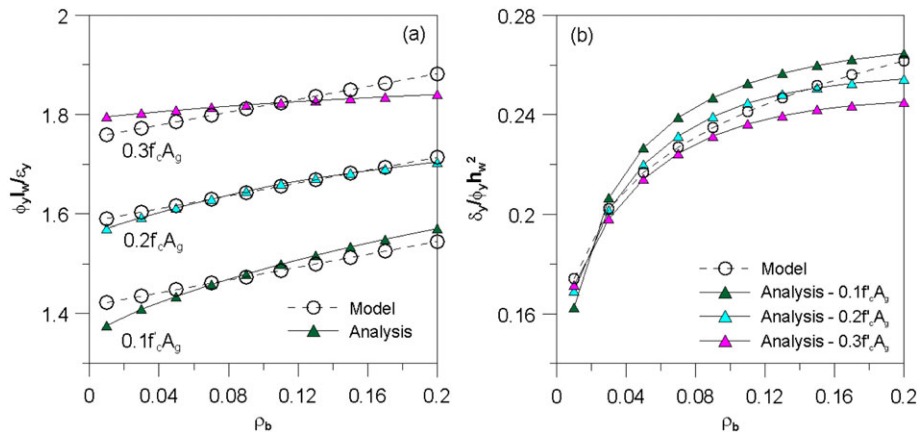 (a)
2
1.8
1.6
1.4
ϕylw/εy
0.3f'cAg
0.2f'cAg
0.1f'cAg
Model
Analysis
0 0.04 0.08 0.12 0.16 0.2
ρb
(b)
0.28
0.24
0.2
0.16
δy/ϕyhw²
Model
Analysis - 0.1f'cAg
Analysis - 0.2f'cAg
Analysis - 0.3f'cAg
0 0.04 0.08 0.12 0.16 0.2
ρb